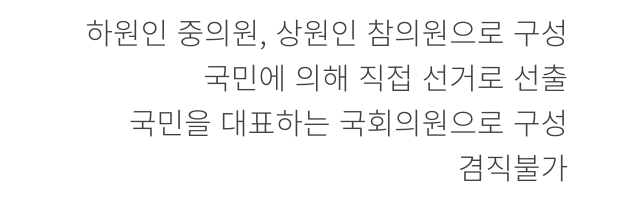 하원인 중의원, 상원인 참의원으로 구성
국민에 의해 직접 선거로 선출
국민을 대표하는 국회의원으로 구성
겸직불가